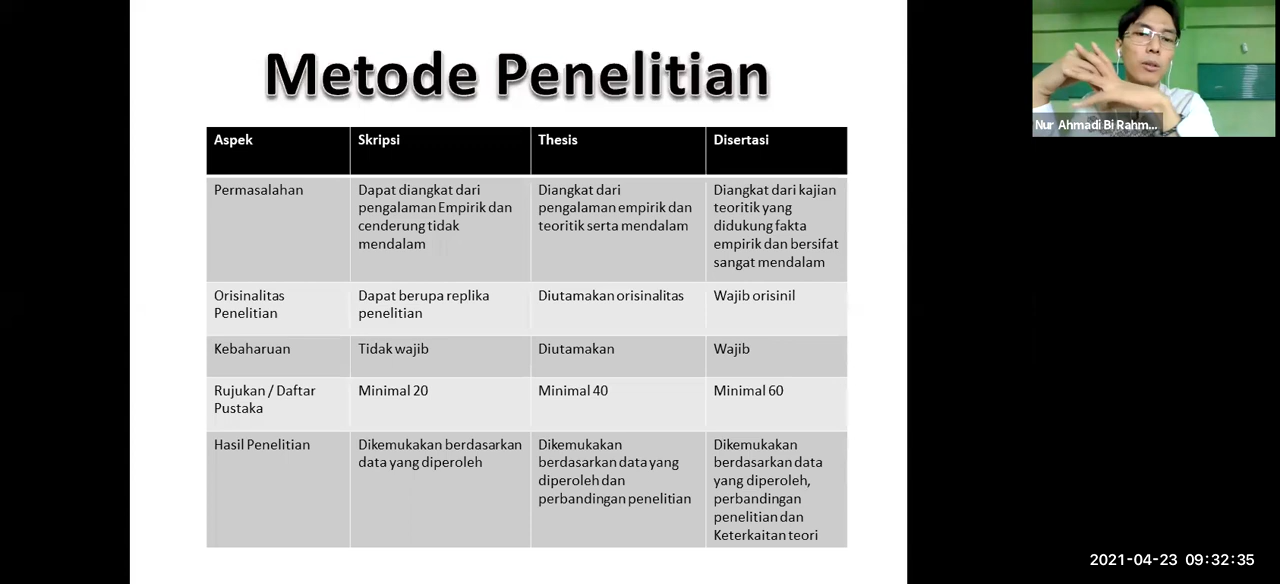 Metode Penelitian
Aspek
Skripsi
Thesis
Disertasi
Permasalahan
Dapat diangkat dari
pengalaman Empirik dan
cenderung tidak
mendalam
Diangkat dari
pengalaman empirik dan
teoritik serta mendalam
Diangkat dari kajian
teoritik yang
didukung fakta
empirik dan bersifat
sangat mendalam
Orisinalitas
Penelitian
Dapat berupa replika
penelitian
Diutamakan orisinalitas
Wajib orisinil
Kebaharuan
Tidak wajib
Diutamakan
Wajib
Rujukan / Daftar
Pustaka
Minimal 20
Minimal 40
Minimal 60
Hasil Penelitian
Dikemukakan berdasarkan
data yang diperoleh
Dikemukakan
berdasarkan data yang
diperoleh dan
perbandingan penelitian
Dikemukakan
berdasarkan data
yang diperoleh,
perbandingan
penelitian dan
Keterkaitan teori
Nur Ahmadi Bi Rahm...
2021-04-23 09:32:35